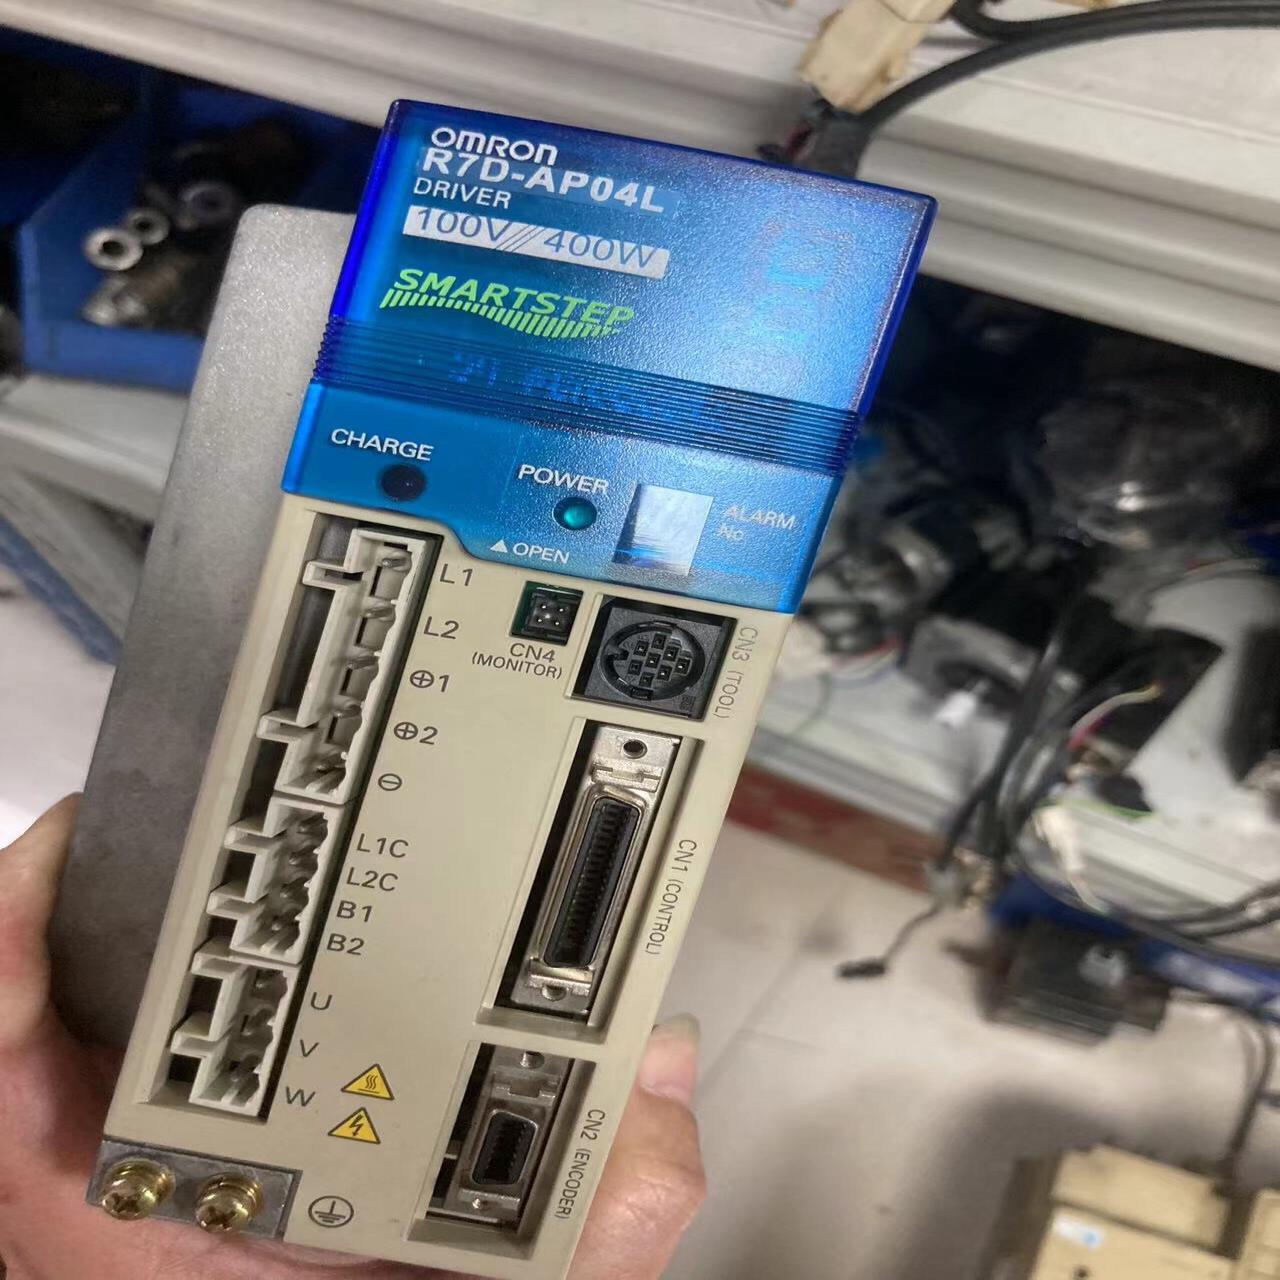 OMRON
R7D-AP04L
DRIVER
100V///400W
SMARTSTEP
CHARGE
POWER
ALARM
No
▲OPEN
L1
L2
⊕1
⊕2
⊖
L1C
L2C
B1
B2
U
V
W
CN4
(MONITOR)
CN3 (TOOL)
CN1 (CONTROL)
CN2 (ENCODER)